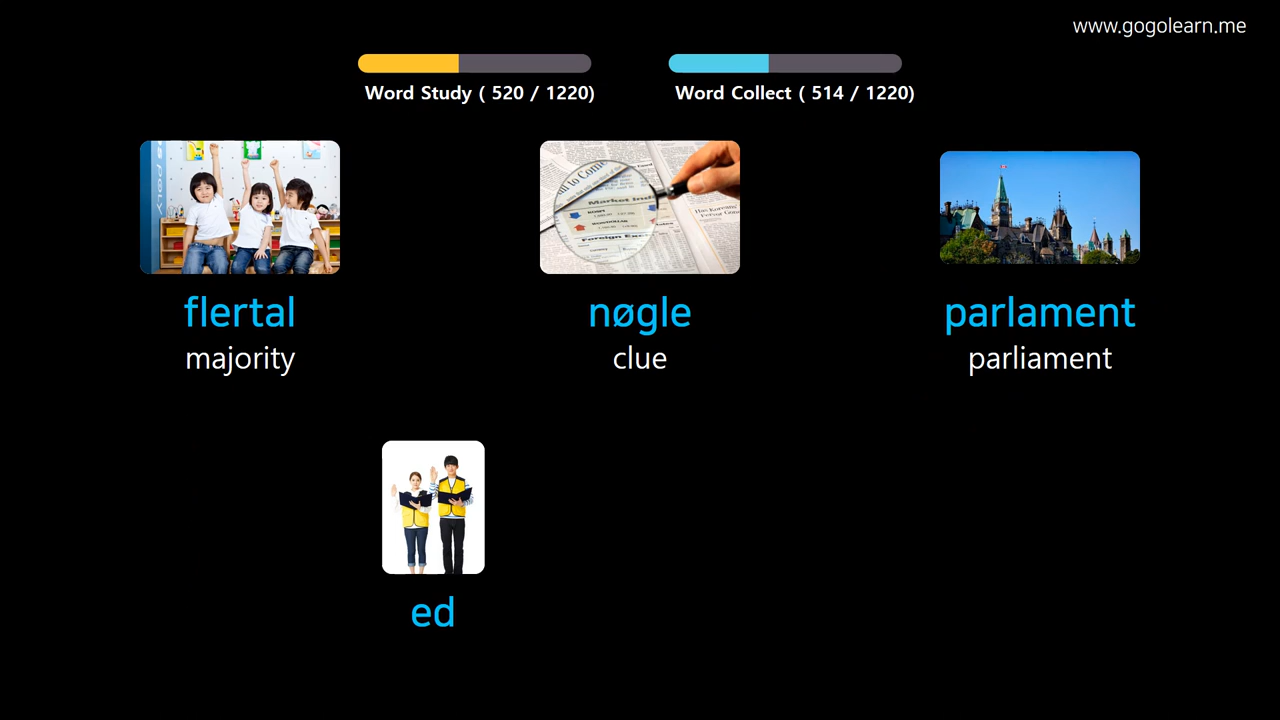 www.gogolearn.me
Word Study ( 520 / 1220)
Word Collect ( 514 / 1220)
flertal
majority
nøgle
clue
parlament
parliament
ed